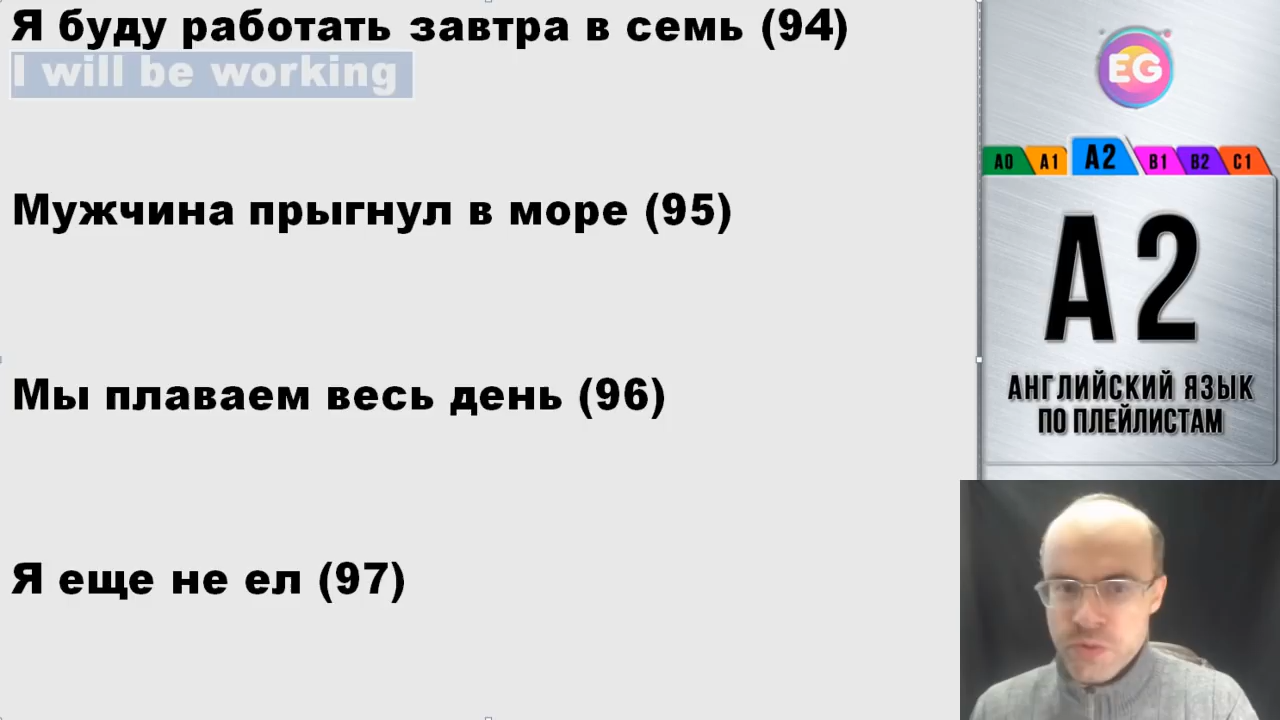 Я буду работать завтра в семь (94)
I will be working
Мужчина прыгнул в море (95)
Мы плаваем весь день (96)
Я еще не ел (97)
EG
A0 A1 A2 B1 B2 C1
A2
АНГЛИЙСКИЙ ЯЗЫК
ПО ПЛЕЙЛИСТАМ